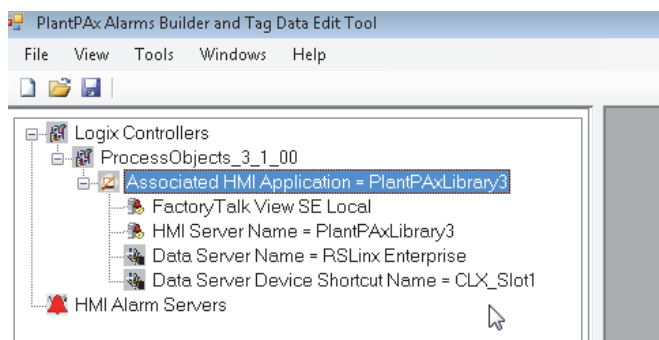 PlantPAx Alarms Builder and Tag Data Edit Tool
File View Tools Windows Help
Logix Controllers
ProcessObjects_3_1_00
Associated HMI Application = PlantPAxLibrary3
FactoryTalk View SE Local
HMI Server Name = PlantPAxLibrary3
Data Server Name = RSLinx Enterprise
Data Server Device Shortcut Name = CLX_Slot1
HMI Alarm Servers